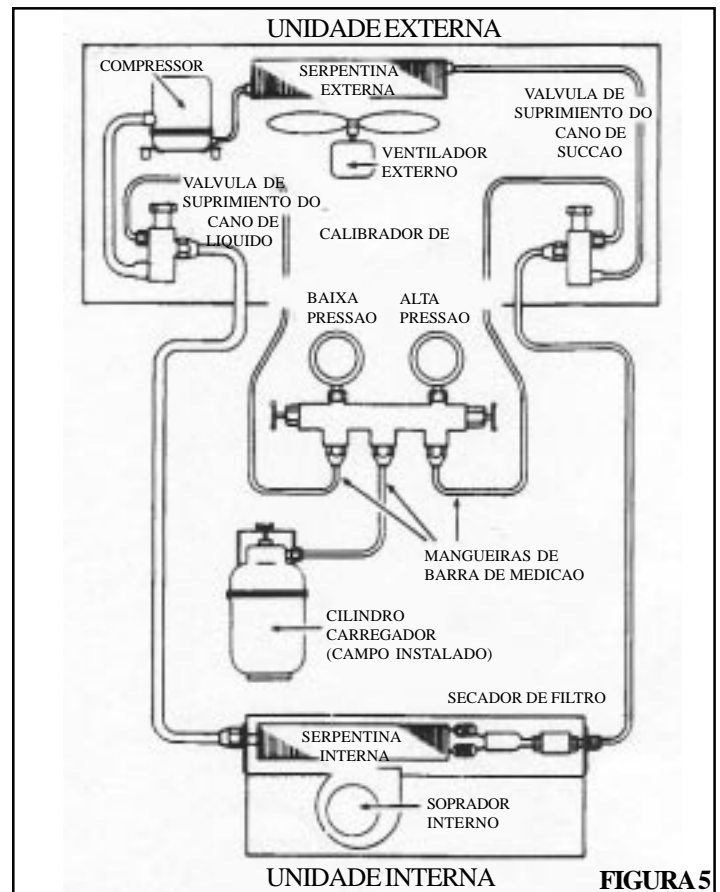 UNIDADE EXTERNA
COMPRESSOR
SERPENTINA
EXTERNA
VALVULA DE
SUPRIMIENTO DO
CANO DE
SUCCAO
VENTILADOR
EXTERNO
VALVULA DE
SUPRIMENTO DO
CANO DE
LIQUIDO
CALIBRADOR DE
BAIXA
PRESSAO
ALTA
PRESSAO
MANGUEIRAS DE
BARRA DE MEDICAO
CILINDRO
CARREGADOR
(CAMPO INSTALADO)
SECADOR DE FILTRO
SERPENTINA
INTERNA
SOPRADOR
INTERNO
UNIDADE INTERNA
FIGURA 5